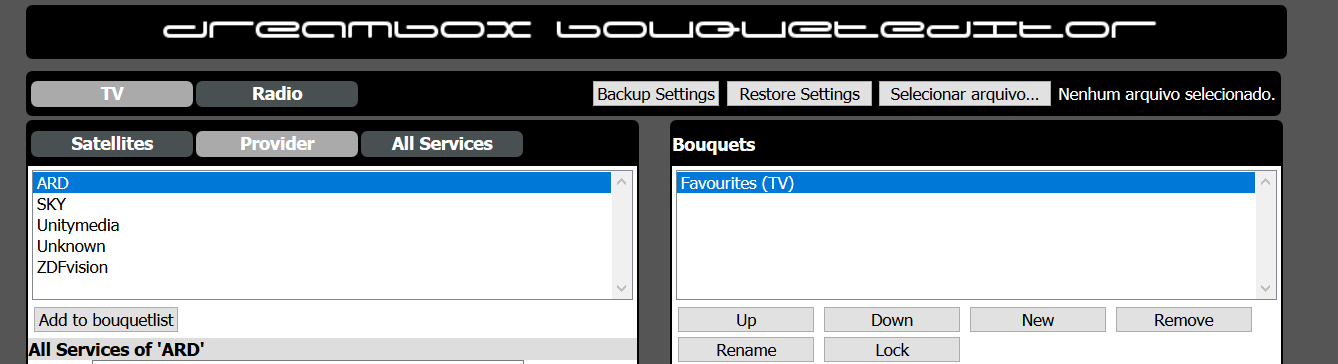 dreambox bouqueteditor
TV Radio Backup Settings Restore Settings Selecionar arquivo... Nenhum arquivo selecionado.
Satellites Provider All Services
Bouquets
ARD
SKY
Unitymedia
Unknown
ZDFvision
Favourites (TV)
Add to bouquetlist
Up Down New Remove
Rename Lock
All Services of 'ARD'